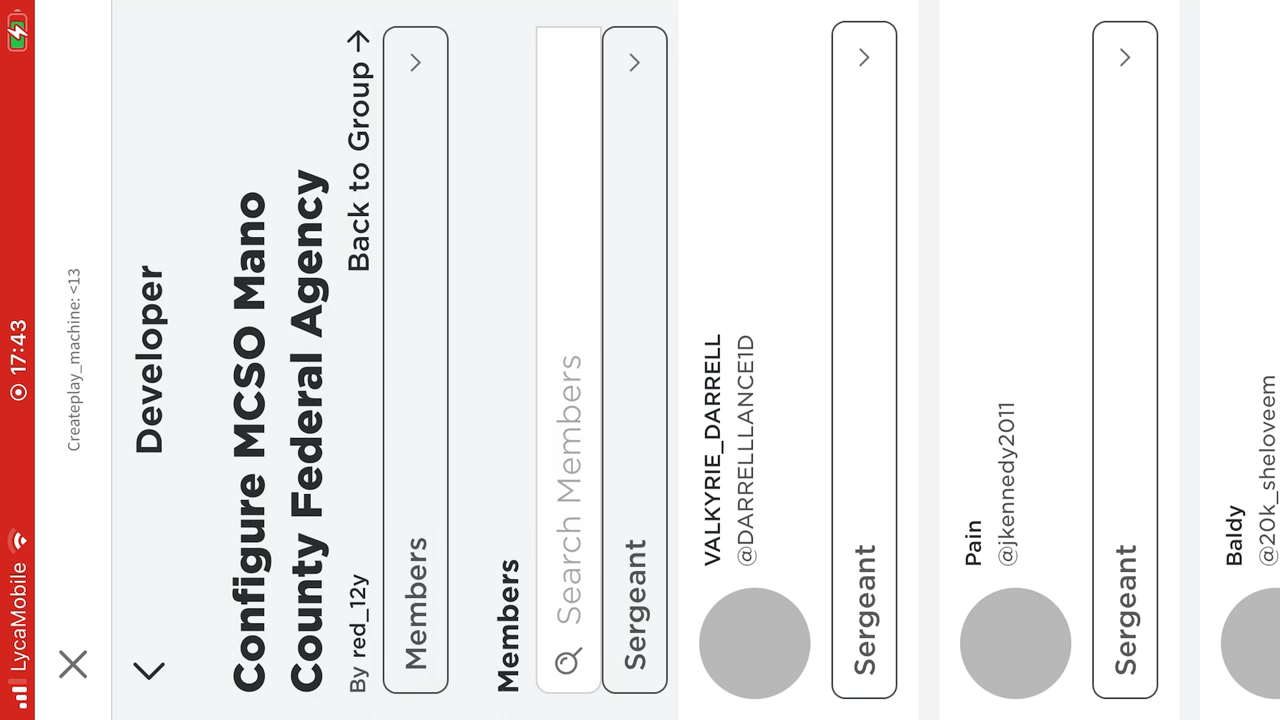 LycaMobile 17:43
Createplay_machine: <13
Developer
Configure MCSO Mano
County Federal Agency
By red_12y Back to Group →
Members
Members
Search Members
Sergeant
VALKYRIE_DARRELL
@DARRELLLANCE1D
Sergeant
Pain
@jkennedy2011
Sergeant
Baldy
@20k_sheloveem